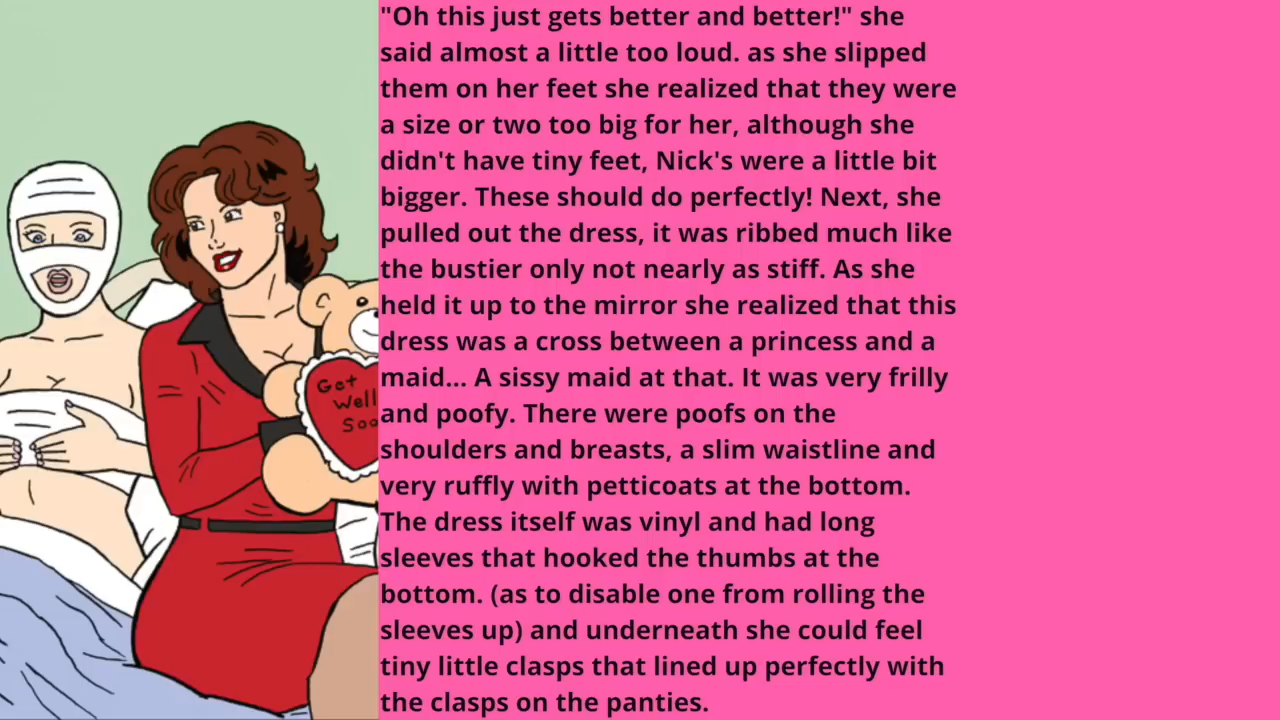 "Oh this just gets better and better!" she
said almost a little too loud. as she slipped
them on her feet she realized that they were
a size or two too big for her, although she
didn't have tiny feet, Nick's were a little bit
bigger. These should do perfectly! Next, she
pulled out the dress, it was ribbed much like
the bustier only not nearly as stiff. As she
held it up to the mirror she realized that this
dress was a cross between a princess and a
maid... A sissy maid at that. It was very frilly
and poofy. There were poofs on the
shoulders and breasts, a slim waistline and
very ruffly with petticoats at the bottom.
The dress itself was vinyl and had long
sleeves that hooked the thumbs at the
bottom. (as to disable one from rolling the
sleeves up) and underneath she could feel
tiny little clasps that lined up perfectly with
the clasps on the panties.
Get
Well
Soo